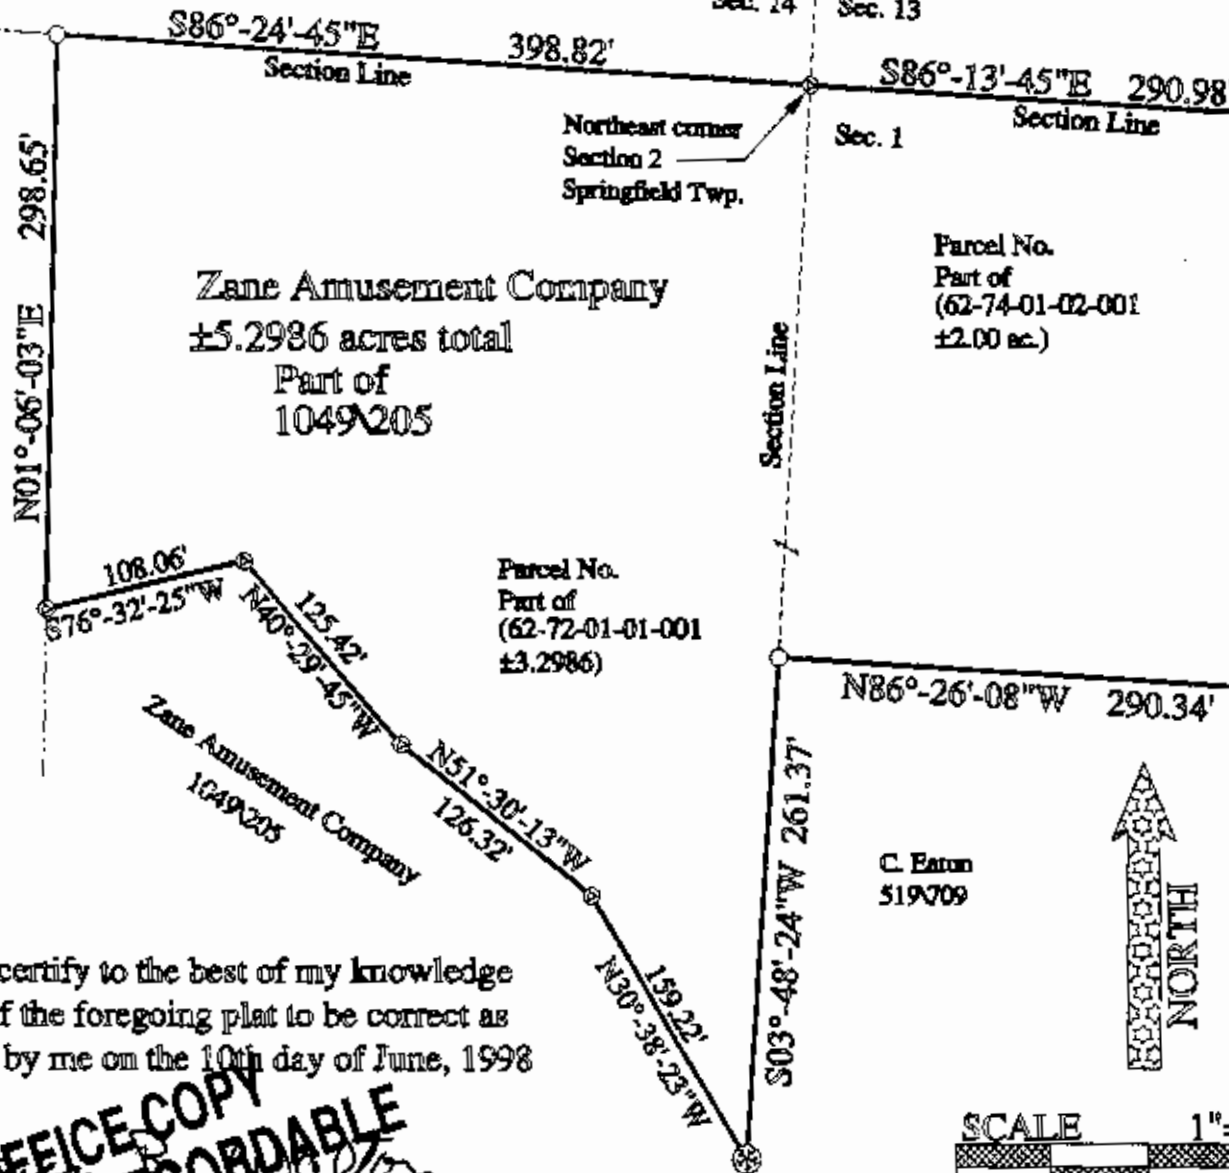 Sec. 14
Sec. 13
S86°-24'-45"E 398.82'
Section Line
S86°-13'-45"E 290.98
Section Line
Northeast corner
Section 2
Springfield Twp.
Sec. 1
298.65'
N01°-06'-03"E
Zane Amusement Company
±5.2986 acres total
Part of
1049\205
Section Line
Parcel No.
Part of
(62-74-01-02-001
±2.00 ac.)
108.06'
S76°-32'-25"W
125.42'
N40°-29'-45"W
Parcel No.
Part of
(62-72-01-01-001
±3.2986)
N86°-26'-08"W 290.34'
Zane Amusement Company
1049\205
N51°-30'-13"W
126.32'
S03°-48'-24"W 261.37'
C. Eaton
519\709
NORTH
159.22'
N30°-38'-23"W
certify to the best of my knowledge
f the foregoing plat to be correct as
by me on the 10th day of June, 1998
OFFICE COPY
CORDABLE
SCALE 1"=